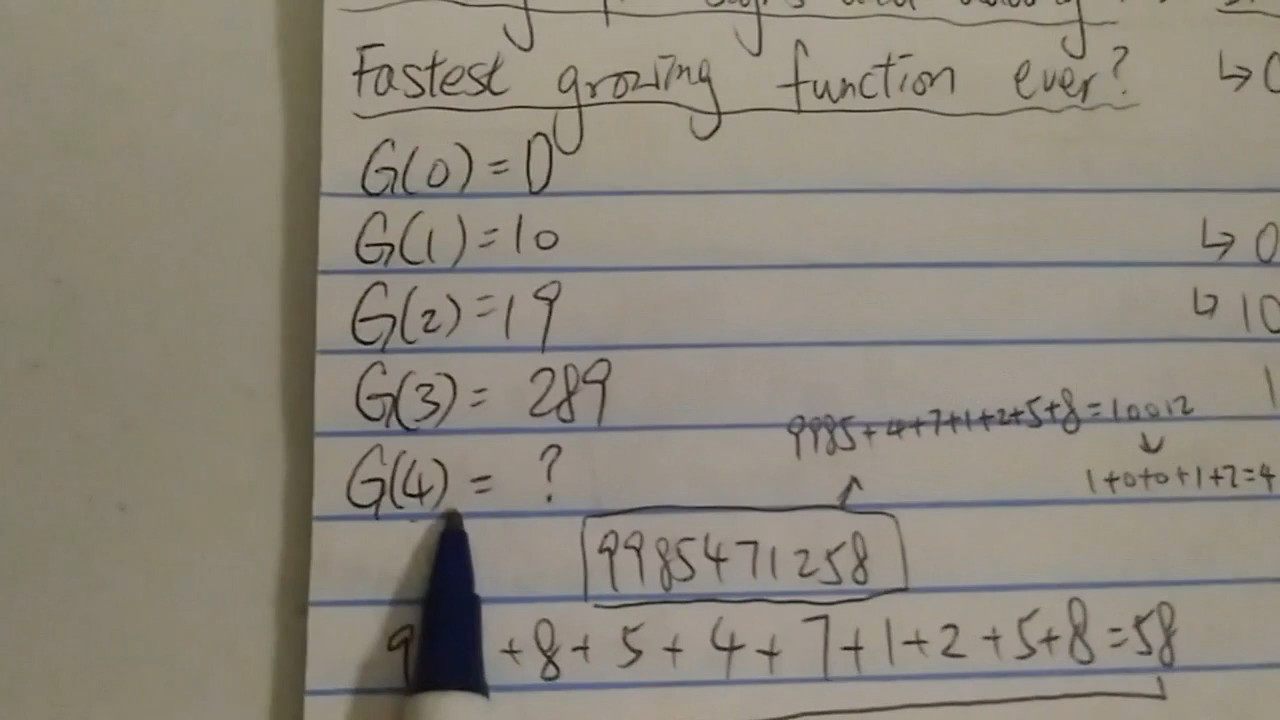 Fastest growing function ever?
G(0)=0
G(1)=10
G(2)=19
G(3)= 289
9985+4+7+1+2+5+8=10012
G(4)= ?
1+0+0+1+2=4
9985471258
9 +8+5+4+7+1+2+5+8=58